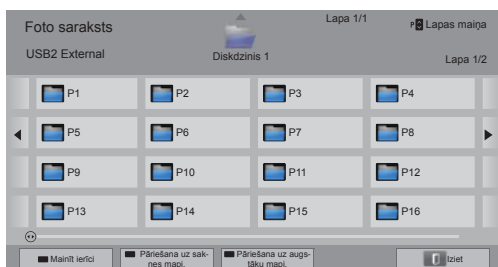 Foto saraksts
Lapa 1/1
P Lapas maiņa
USB2 External
Diskdzinis 1
Lapa 1/2
P1
P2
P3
P4
P5
P6
P7
P8
P9
P10
P11
P12
P13
P14
P15
P16
Mainīt ierīci
Pāriešana uz sak-
nes mapi.
Pāriešana uz augs-
tāku mapi.
Iziet